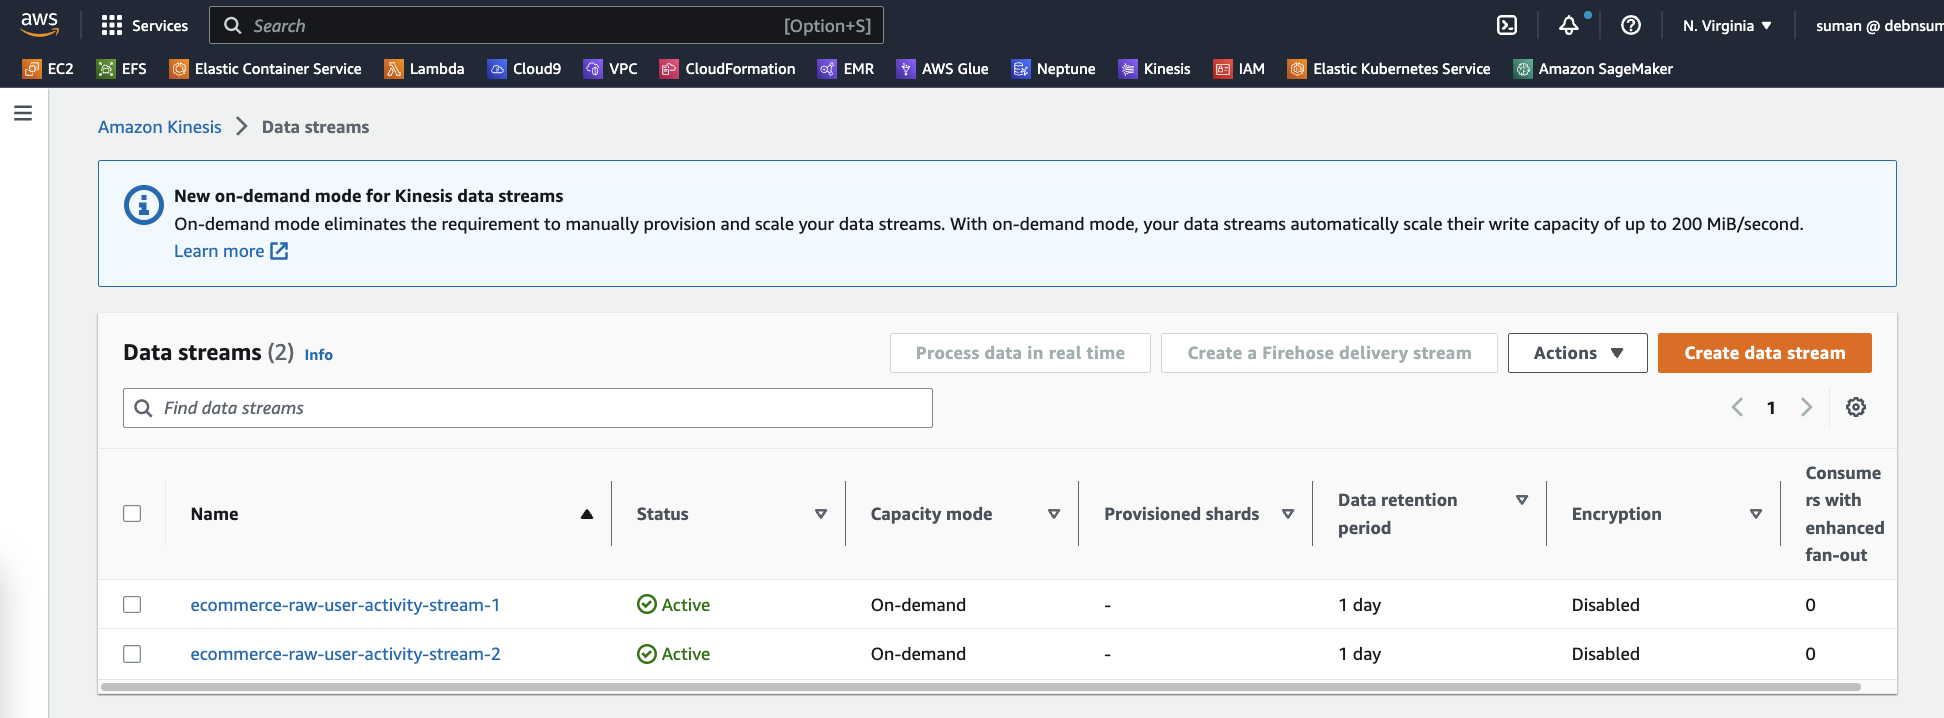 aws Services Search [Option+S] N. Virginia ▼ suman @ debnsum
EC2 EFS Elastic Container Service Lambda Cloud9 VPC CloudFormation EMR AWS Glue Neptune Kinesis IAM Elastic Kubernetes Service Amazon SageMaker
Amazon Kinesis > Data streams
New on-demand mode for Kinesis data streams
On-demand mode eliminates the requirement to manually provision and scale your data streams. With on-demand mode, your data streams automatically scale their write capacity of up to 200 MiB/second.
Learn more
Data streams (2) Info Process data in real time Create a Firehose delivery stream Actions ▼ Create data stream
Find data streams 1
Name Status Capacity mode Provisioned shards Data retention period Encryption Consumers with enhanced fan-out
ecommerce-raw-user-activity-stream-1 Active On-demand - 1 day Disabled 0
ecommerce-raw-user-activity-stream-2 Active On-demand - 1 day Disabled 0